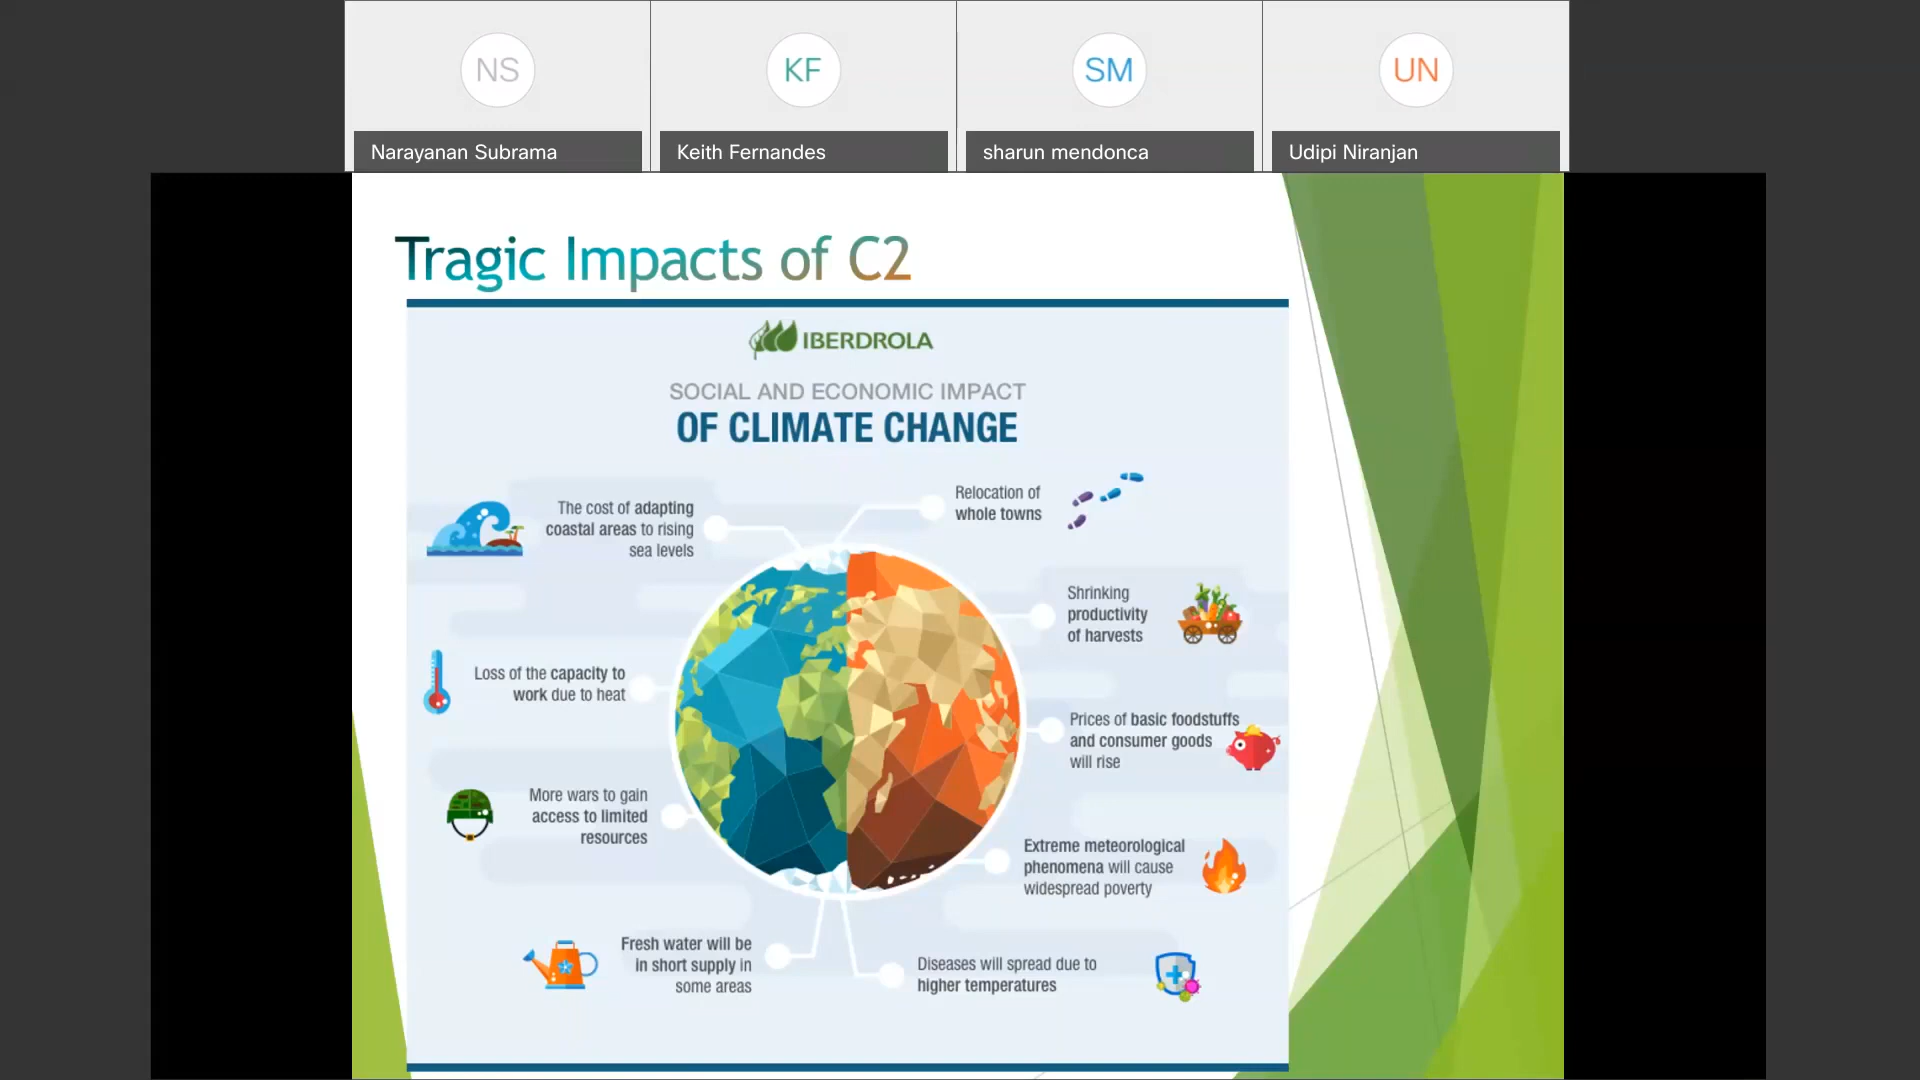 NS
KF
SM
UN
Narayanan Subrama
Keith Fernandes
sharun mendonca
Udipi Niranjan
Tragic Impacts of C2
IBERDROLA
SOCIAL AND ECONOMIC IMPACT
OF CLIMATE CHANGE
The cost of adapting
coastal areas to rising
sea levels
Relocation of
whole towns
Shrinking
productivity
of harvests
Loss of the capacity to
work due to heat
Prices of basic foodstuffs
and consumer goods
will rise
More wars to gain
access to limited
resources
Extreme meteorological
phenomena will cause
widespread poverty
Fresh water will be
in short supply in
some areas
Diseases will spread due to
higher temperatures